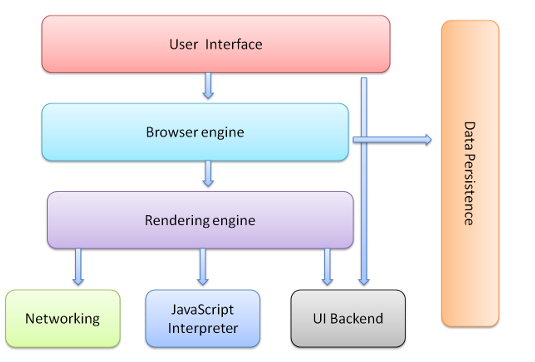 User Interface
Browser engine
Rendering engine
Networking
JavaScript
Interpreter
UI Backend
Data Persistence